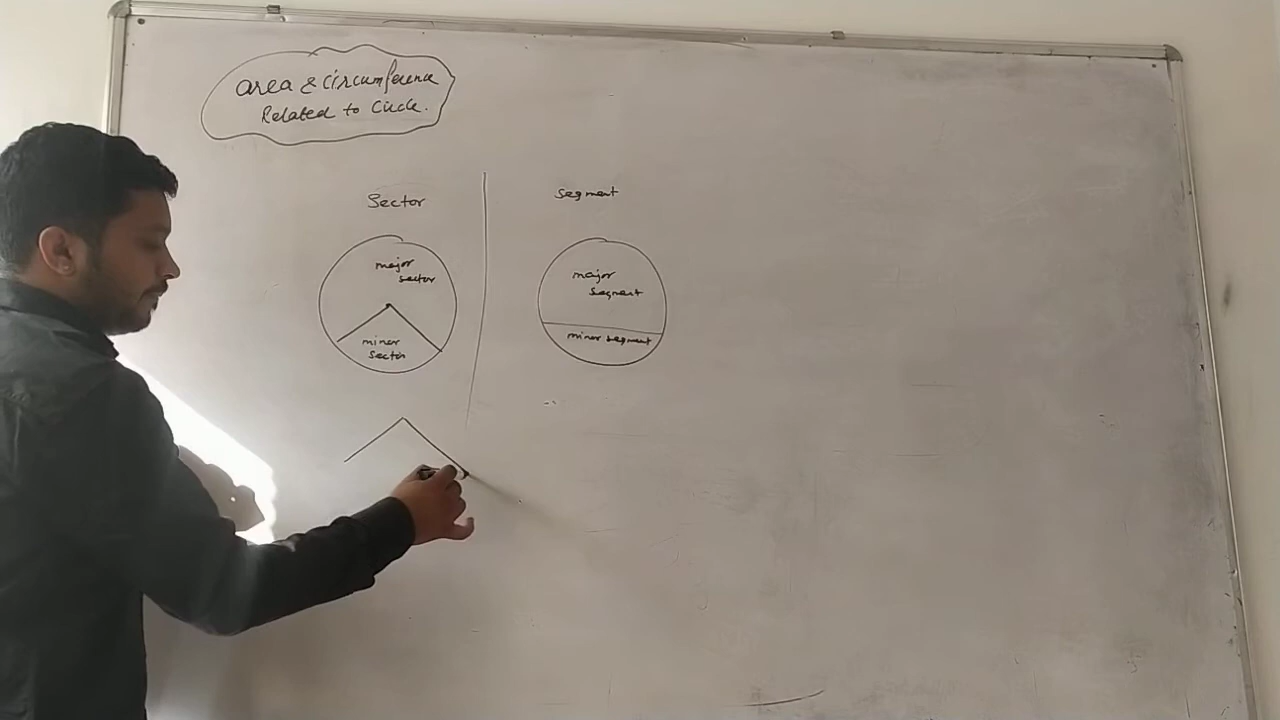 area & circumference
Related to Circle.
Sector
major
sector
minor
sector
Segment
major
segment
minor segment